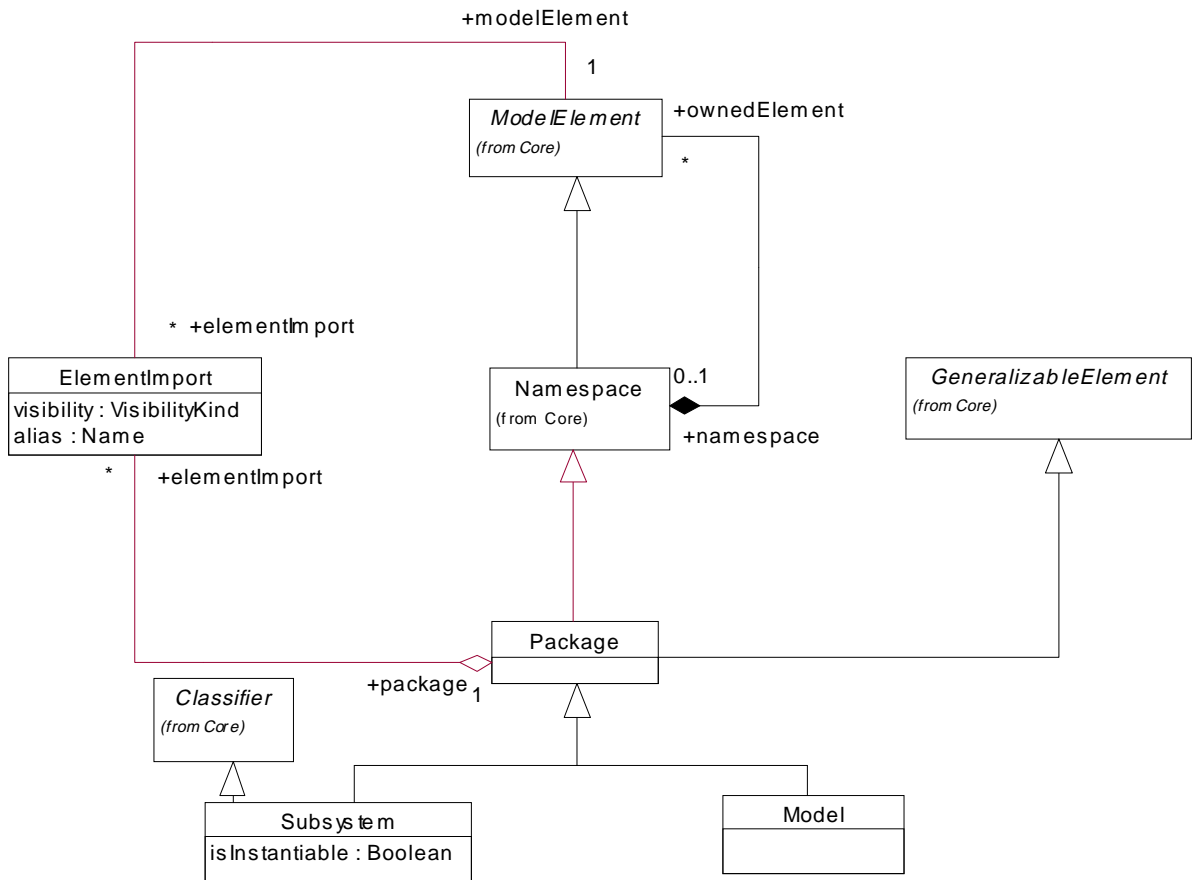 +modelElement
1
ModelElement
(from Core)
+ownedElement
*
* +elementImport
ElementImport
visibility : VisibilityKind
alias : Name
*
+elementImport
Namespace
(from Core)
0..1
+namespace
GeneralizableElement
(from Core)
Package
+package
1
Classifier
(from Core)
Subsystem
isInstantiable : Boolean
Model